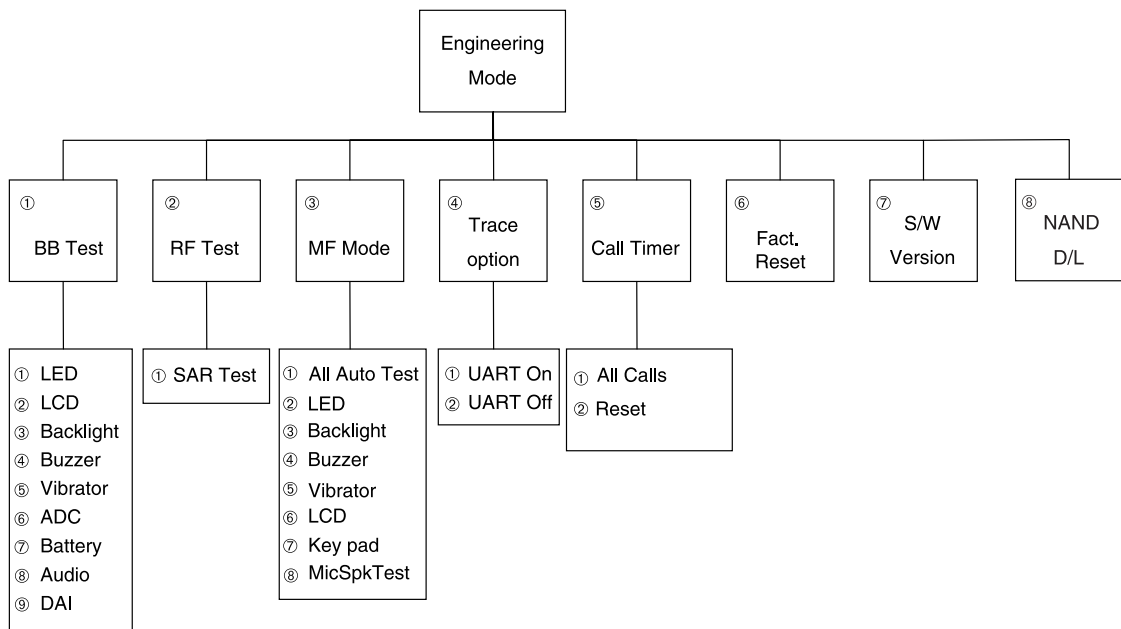 Engineering
Mode
①
BB Test
②
RF Test
③
MF Mode
④
Trace
option
⑤
Call Timer
⑥
Fact.
Reset
⑦
S/W
Version
⑧
NAND
D/L
① LED
② LCD
③ Backlight
④ Buzzer
⑤ Vibrator
⑥ ADC
⑦ Battery
⑧ Audio
⑨ DAI
① SAR Test
① All Auto Test
② LED
③ Backlight
④ Buzzer
⑤ Vibrator
⑥ LCD
⑦ Key pad
⑧ MicSpkTest
① UART On
② UART Off
① All Calls
② Reset